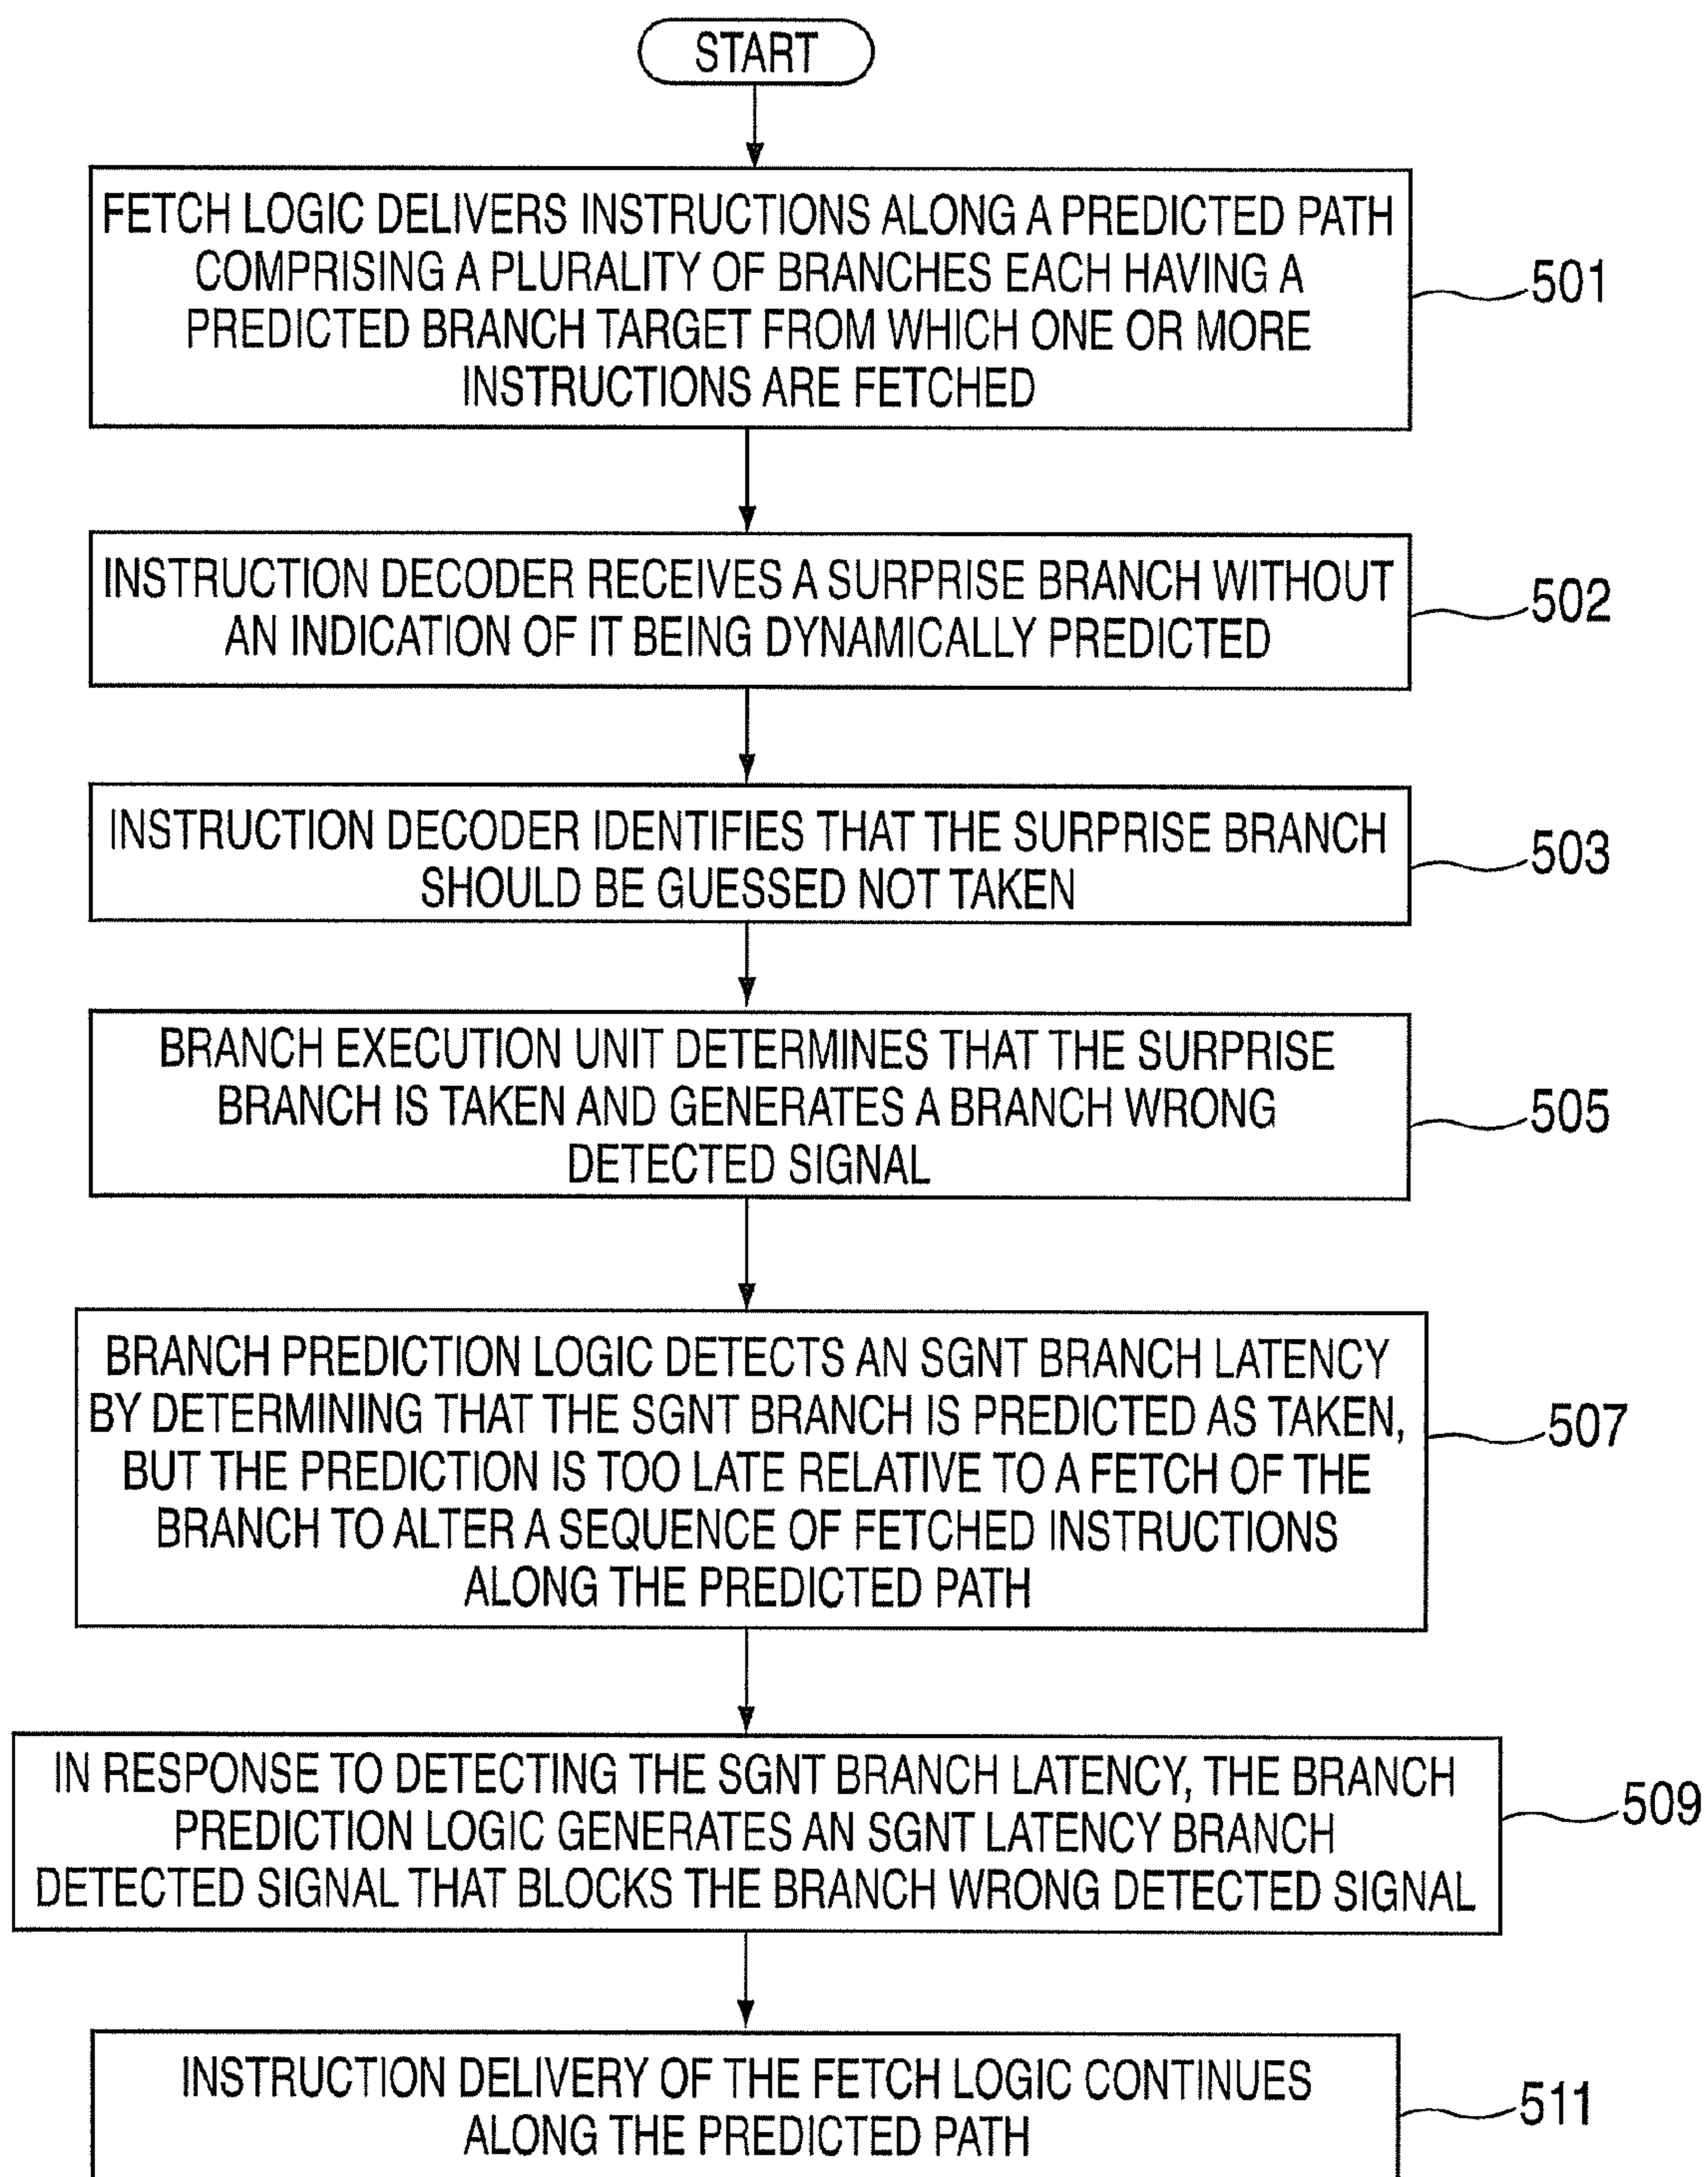 START
FETCH LOGIC DELIVERS INSTRUCTIONS ALONG A PREDICTED PATH
COMPRISING A PLURALITY OF BRANCHES EACH HAVING A
PREDICTED BRANCH TARGET FROM WHICH ONE OR MORE
INSTRUCTIONS ARE FETCHED
501
INSTRUCTION DECODER RECEIVES A SURPRISE BRANCH WITHOUT
AN INDICATION OF IT BEING DYNAMICALLY PREDICTED
502
INSTRUCTION DECODER IDENTIFIES THAT THE SURPRISE BRANCH
SHOULD BE GUESSED NOT TAKEN
503
BRANCH EXECUTION UNIT DETERMINES THAT THE SURPRISE
BRANCH IS TAKEN AND GENERATES A BRANCH WRONG
DETECTED SIGNAL
505
BRANCH PREDICTION LOGIC DETECTS AN SGNT BRANCH LATENCY
BY DETERMINING THAT THE SGNT BRANCH IS PREDICTED AS TAKEN,
BUT THE PREDICTION IS TOO LATE RELATIVE TO A FETCH OF THE
BRANCH TO ALTER A SEQUENCE OF FETCHED INSTRUCTIONS
ALONG THE PREDICTED PATH
507
IN RESPONSE TO DETECTING THE SGNT BRANCH LATENCY, THE BRANCH
PREDICTION LOGIC GENERATES AN SGNT LATENCY BRANCH
DETECTED SIGNAL THAT BLOCKS THE BRANCH WRONG DETECTED SIGNAL
509
INSTRUCTION DELIVERY OF THE FETCH LOGIC CONTINUES
ALONG THE PREDICTED PATH
511